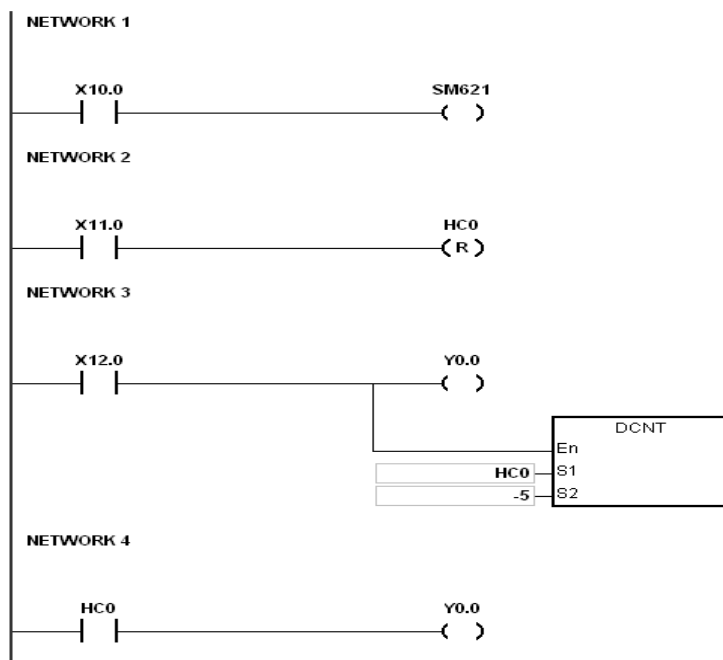 NETWORK 1
X10.0 SM621
NETWORK 2
X11.0 HC0
R
NETWORK 3
X12.0 Y0.0
DCNT
En
HC0 S1
-5 S2
NETWORK 4
HC0 Y0.0